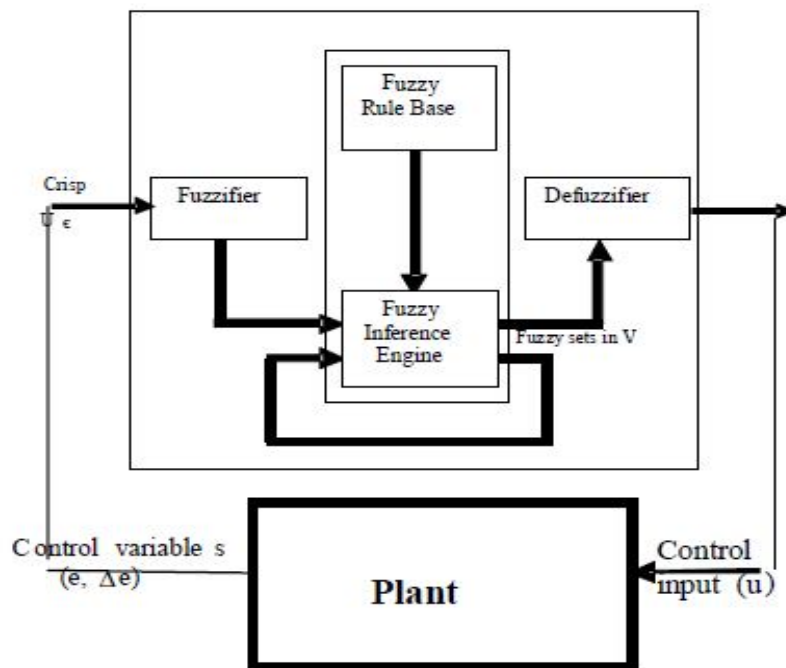 Fuzzy
Rule Base
Crisp
U ϵ
Fuzzifier
Defuzzifier
Fuzzy
Inference
Engine
Fuzzy sets in V
Control variable s
(e, Δe)
Plant
Control
input (u)